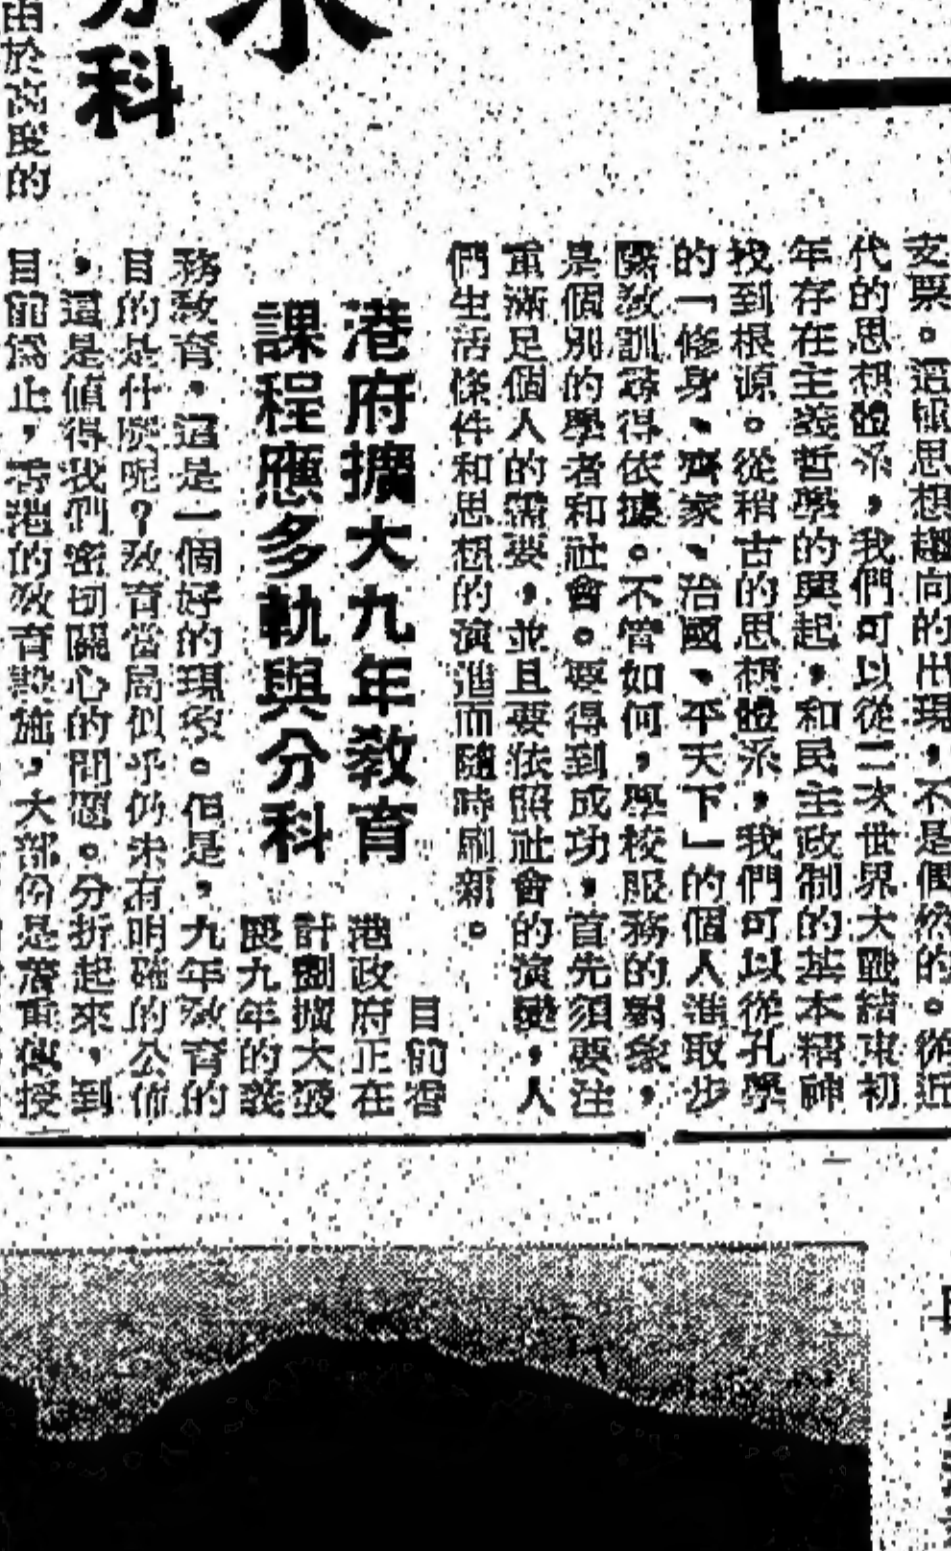 支票。這種思想趨向的出現，不是偶然的。從近
代的思想體系，我們可以從二次世界大戰結束初
年存在主義哲學的興起，和民主政制的基本精神
找到根源。從稍古的思想體系，我們可以從孔學
的「修身、齊家、治國、平天下」的個人進取步
驟教訓尋得依據。不管如何，學校服務的對象，
是個別的學者和社會。要得到成功，首先須要注
重滿足個人的需要，並且要依照社會的演變，人
們生活條件和思想的演進而隨時刷新。
港府擴大九年教育
課程應多軌與分科
目前香
港政府正在
計劃擴大發
展九年的義
務教育，這是一個好的現象。但是，九年教育的
目的是什麽呢？教育當局似乎仍未有明確的公佈
，這是值得我們密切關心的問題。分折起來，到
目前爲止，香港的教育設施，大部份是着重傳授
分科
由於高度的